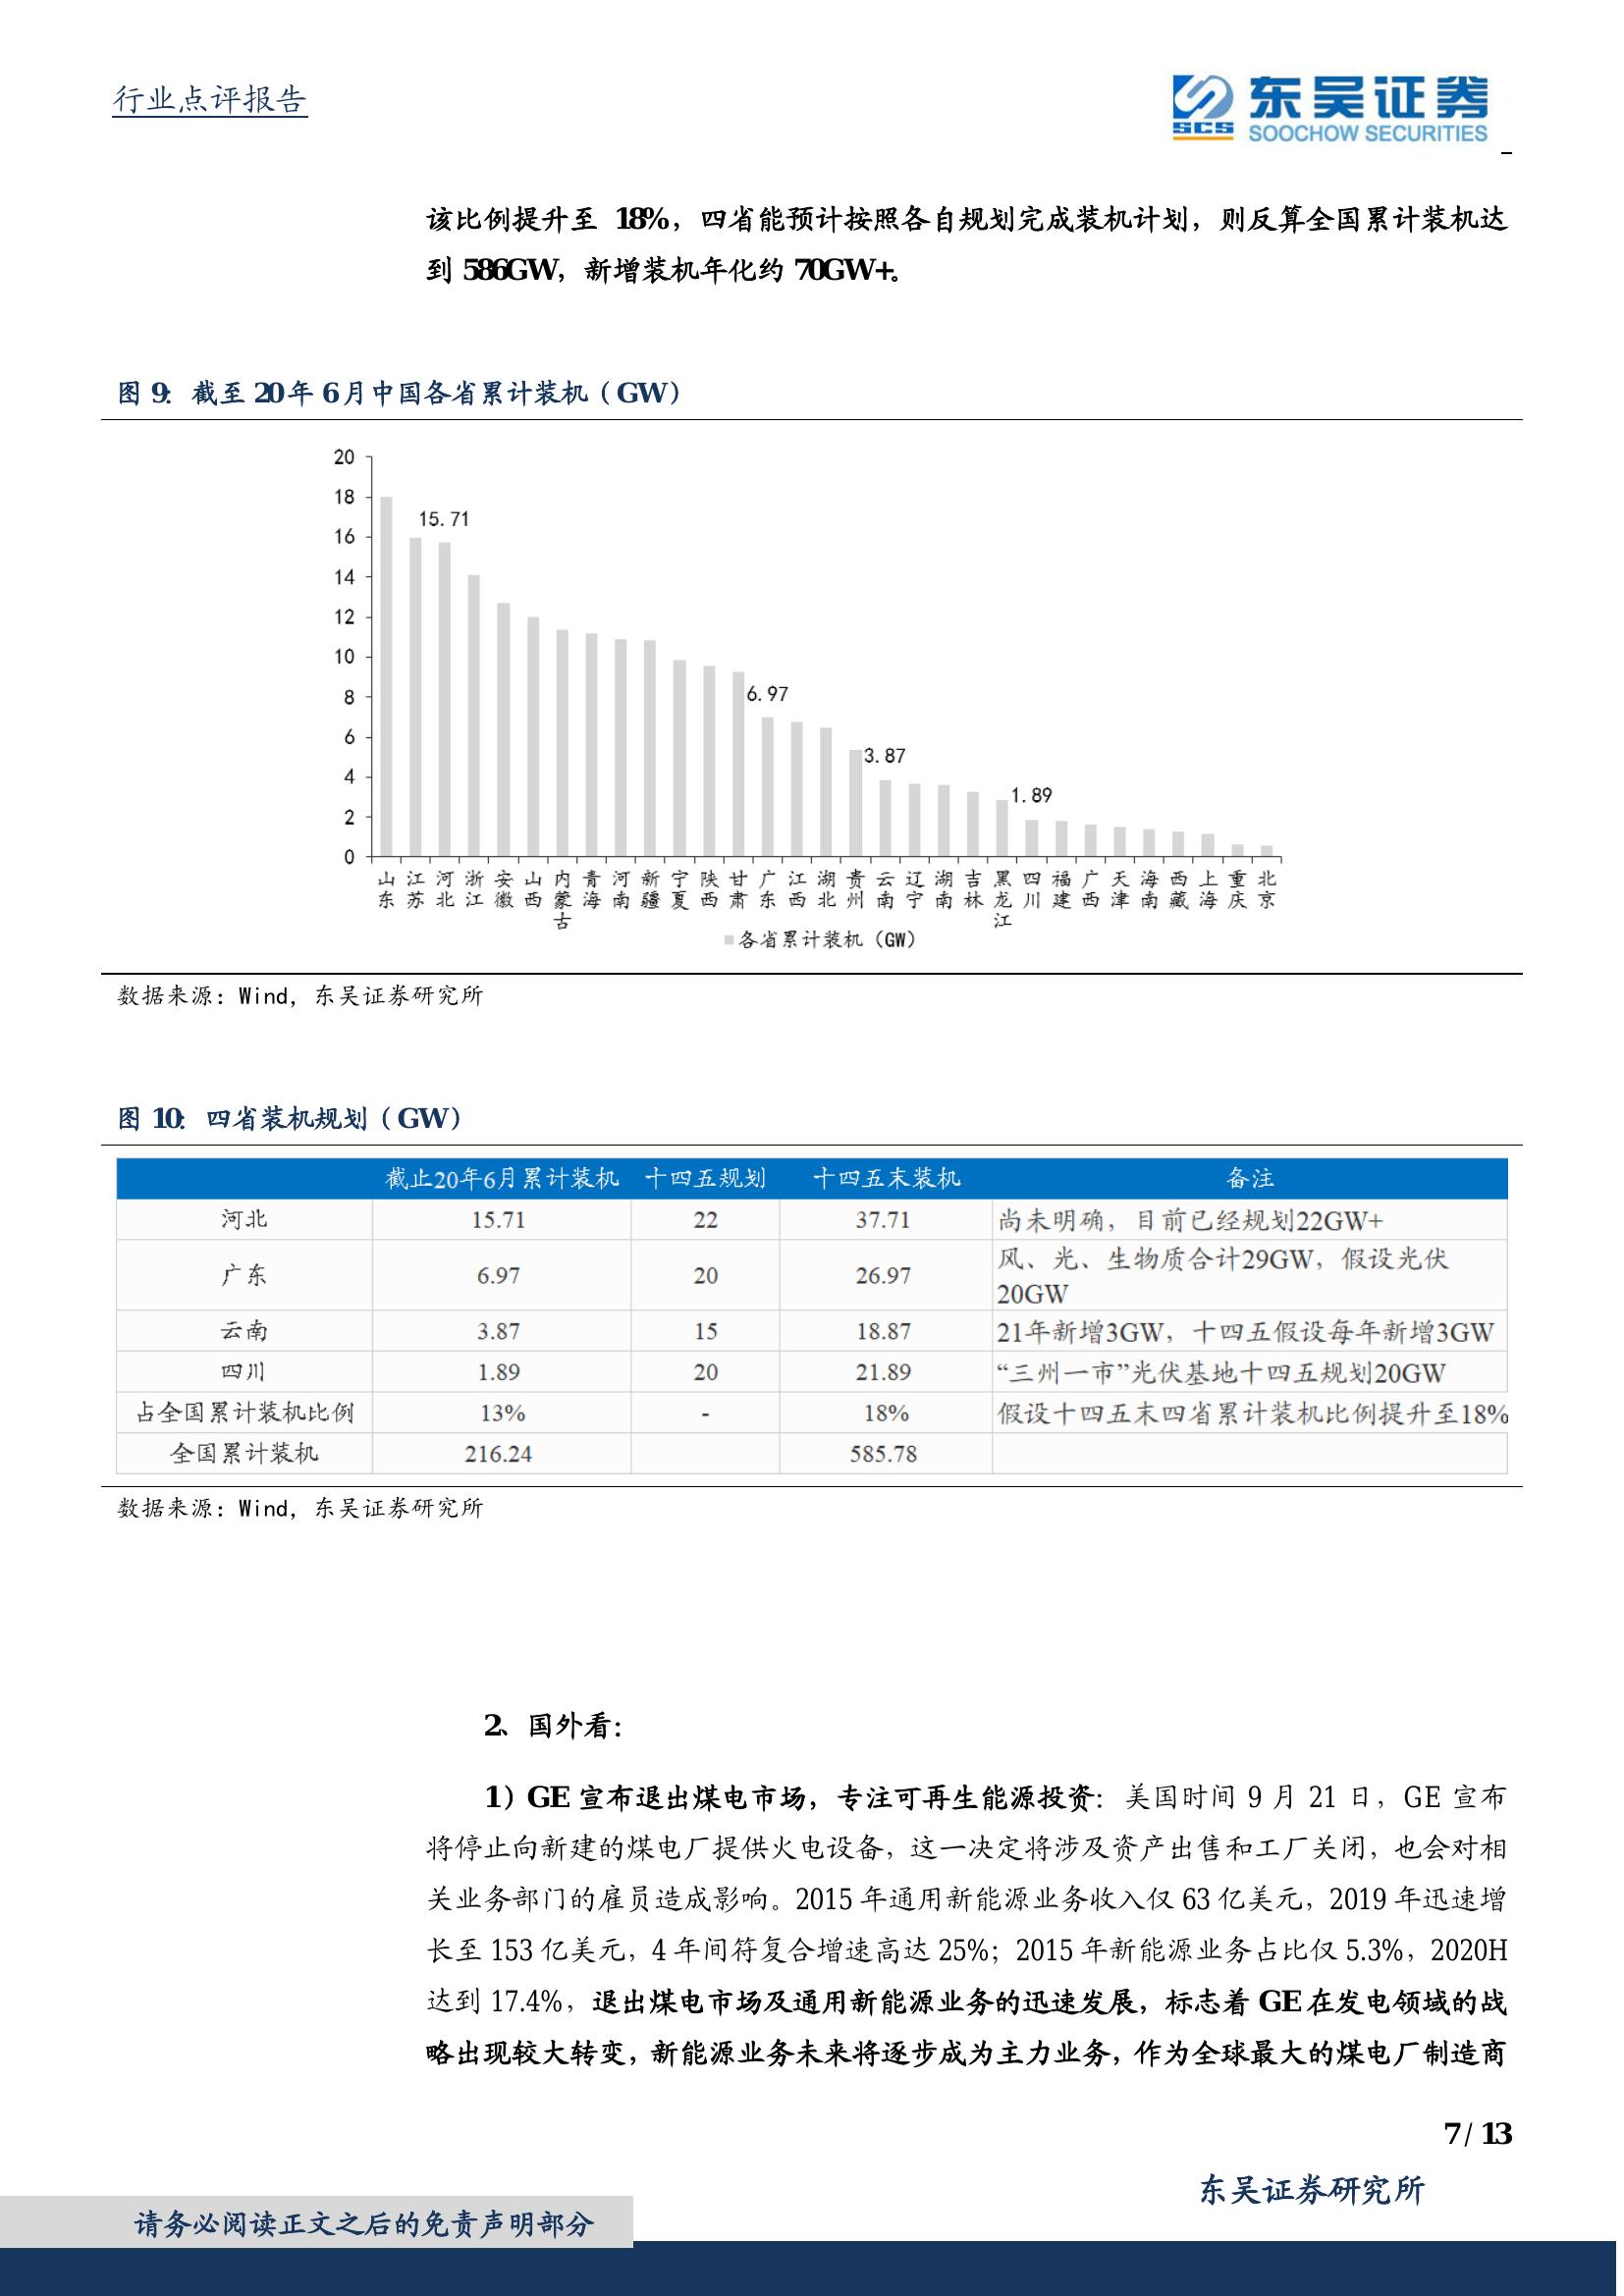 行业点评报告
东吴证券
SCS
SOOCHOW SECURITIES
该比例提升至 18%，四省能预计按照各自规划完成装机计划，则反算全国累计装机达
到 586GW，新增装机年化约 70GW+。
图 9：截至 20 年 6 月中国各省累计装机（GW）
20
18
16
14
12
10
8
6
4
2
0
15.71
6.97
3.87
1.89
山东 江苏 河北 浙江 安徽 山西 内蒙古 青海 河南 新疆 宁夏 陕西 甘肃 广东 江西 湖北 贵州 云南 辽宁 湖南 吉林 黑龙江 四川 福建 广西 天津 海南 西藏 上海 重庆 北京
各省累计装机（GW）
数据来源：Wind，东吴证券研究所
图 10：四省装机规划（GW）
截止20年6月累计装机 十四五规划 十四五末装机 备注
河北 15.71 22 37.71 尚未明确，目前已经规划22GW+
广东 6.97 20 26.97 风、光、生物质合计29GW，假设光伏
20GW
云南 3.87 15 18.87 21年新增3GW，十四五假设每年新增3GW
四川 1.89 20 21.89 “三州一市”光伏基地十四五规划20GW
占全国累计装机比例 13% - 18% 假设十四五末四省累计装机比例提升至18%
全国累计装机 216.24 585.78
数据来源：Wind，东吴证券研究所
2、国外看：
1）GE 宣布退出煤电市场，专注可再生能源投资：美国时间 9 月 21 日，GE 宣布
将停止向新建的煤电厂提供火电设备，这一决定将涉及资产出售和工厂关闭，也会对相
关业务部门的雇员造成影响。2015 年通用新能源业务收入仅 63 亿美元，2019 年迅速增
长至 153 亿美元，4 年间符复合增速高达 25%；2015 年新能源业务占比仅 5.3%，2020H
达到 17.4%，退出煤电市场及通用新能源业务的迅速发展，标志着 GE 在发电领域的战
略出现较大转变，新能源业务未来将逐步成为主力业务，作为全球最大的煤电厂制造商
7 / 13
东吴证券研究所
请务必阅读正文之后的免责声明部分